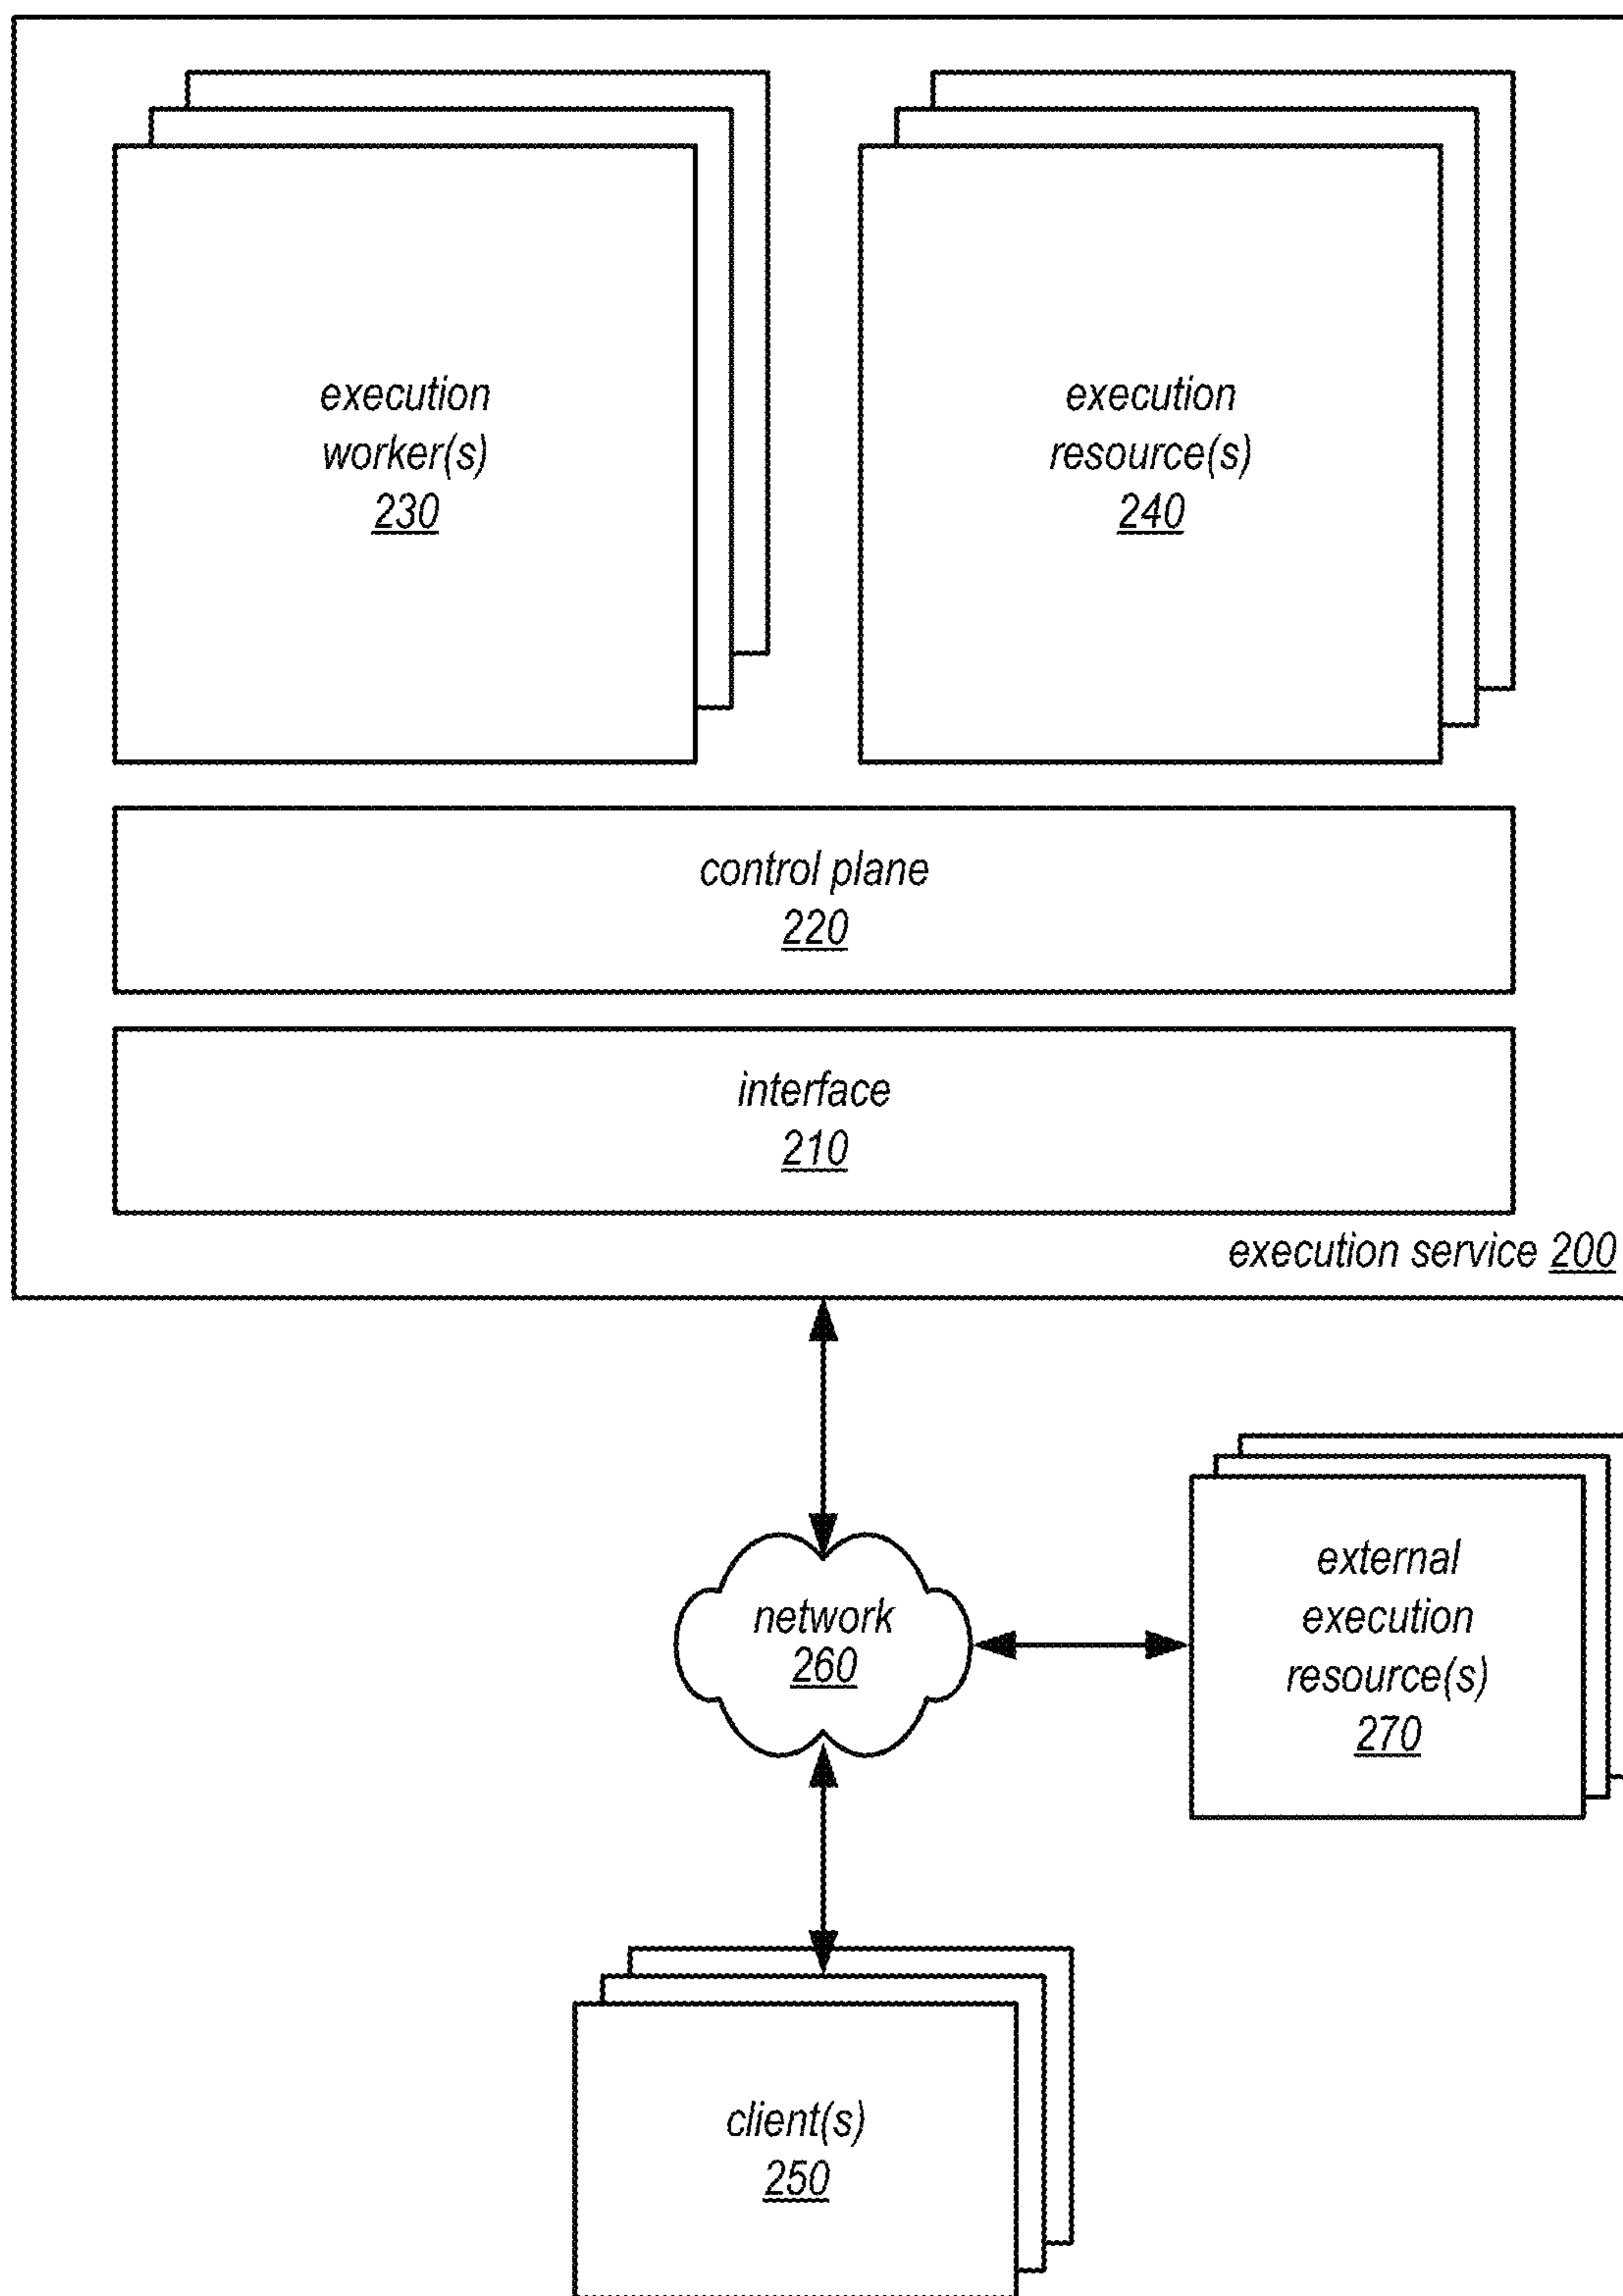 execution
worker(s)
230
execution
resource(s)
240
control plane
220
interface
210
execution service 200
network
260
external
execution
resource(s)
270
client(s)
250